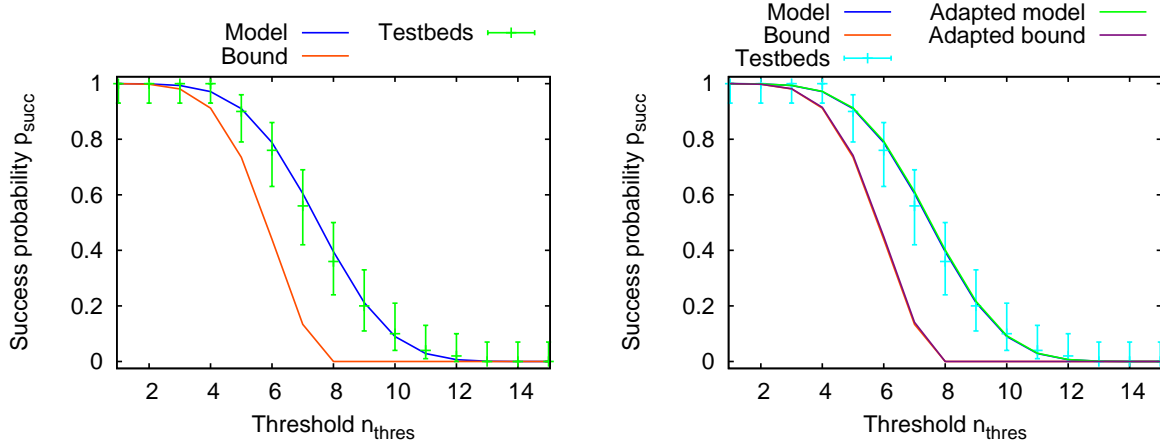 Model
Bound
Testbeds
1
0.8
0.6
0.4
0.2
0
2 4 6 8 10 12 14
Success probability p_succ
Threshold n_thres
Model
Bound
Testbeds
Adapted model
Adapted bound
1
0.8
0.6
0.4
0.2
0
2 4 6 8 10 12 14
Success probability p_succ
Threshold n_thres